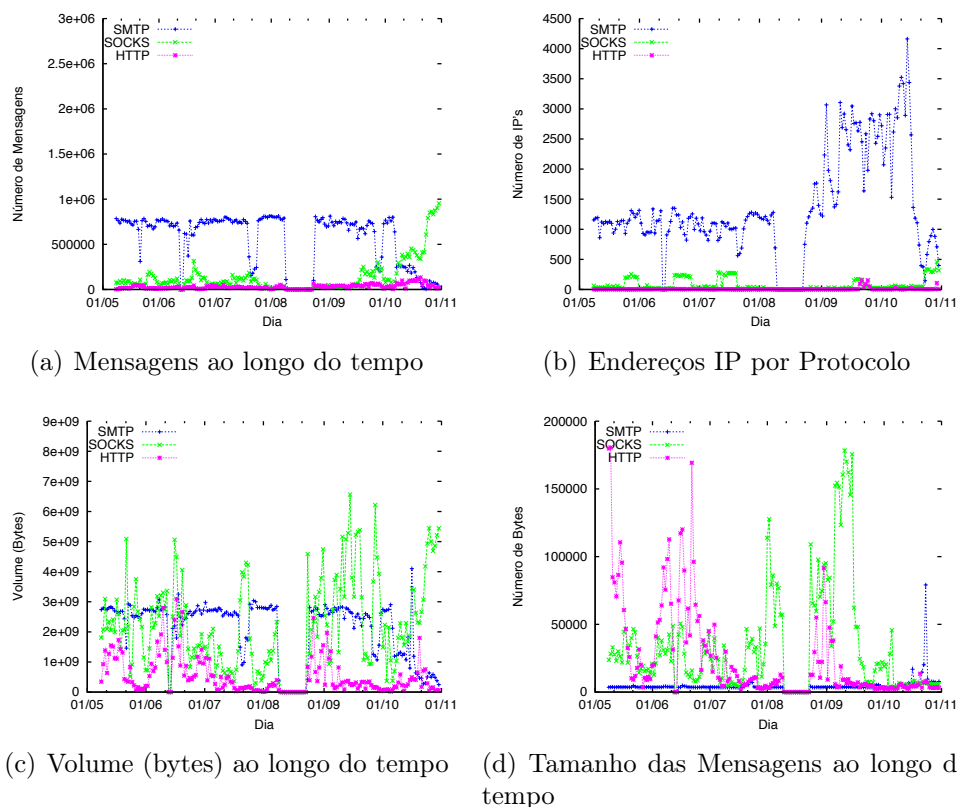 3e+06
2.5e+06
2e+06
1.5e+06
1e+06
500000
0
Número de Mensagens
SMTP
SOCKS
HTTP
01/05 01/06 01/07 01/08 01/09 01/10 01/11
Dia
(a) Mensagens ao longo do tempo
4500
4000
3500
3000
2500
2000
1500
1000
500
0
Número de IP's
SMTP
SOCKS
HTTP
01/05 01/06 01/07 01/08 01/09 01/10 01/11
Dia
(b) Endereços IP por Protocolo
9e+09
8e+09
7e+09
6e+09
5e+09
4e+09
3e+09
2e+09
1e+09
0
Volume (Bytes)
SMTP
SOCKS
HTTP
01/05 01/06 01/07 01/08 01/09 01/10 01/11
Dia
(c) Volume (bytes) ao longo do tempo
200000
150000
100000
50000
0
Número de Bytes
SMTP
SOCKS
HTTP
01/05 01/06 01/07 01/08 01/09 01/10 01/11
Dia
(d) Tamanho das Mensagens ao longo d
tempo